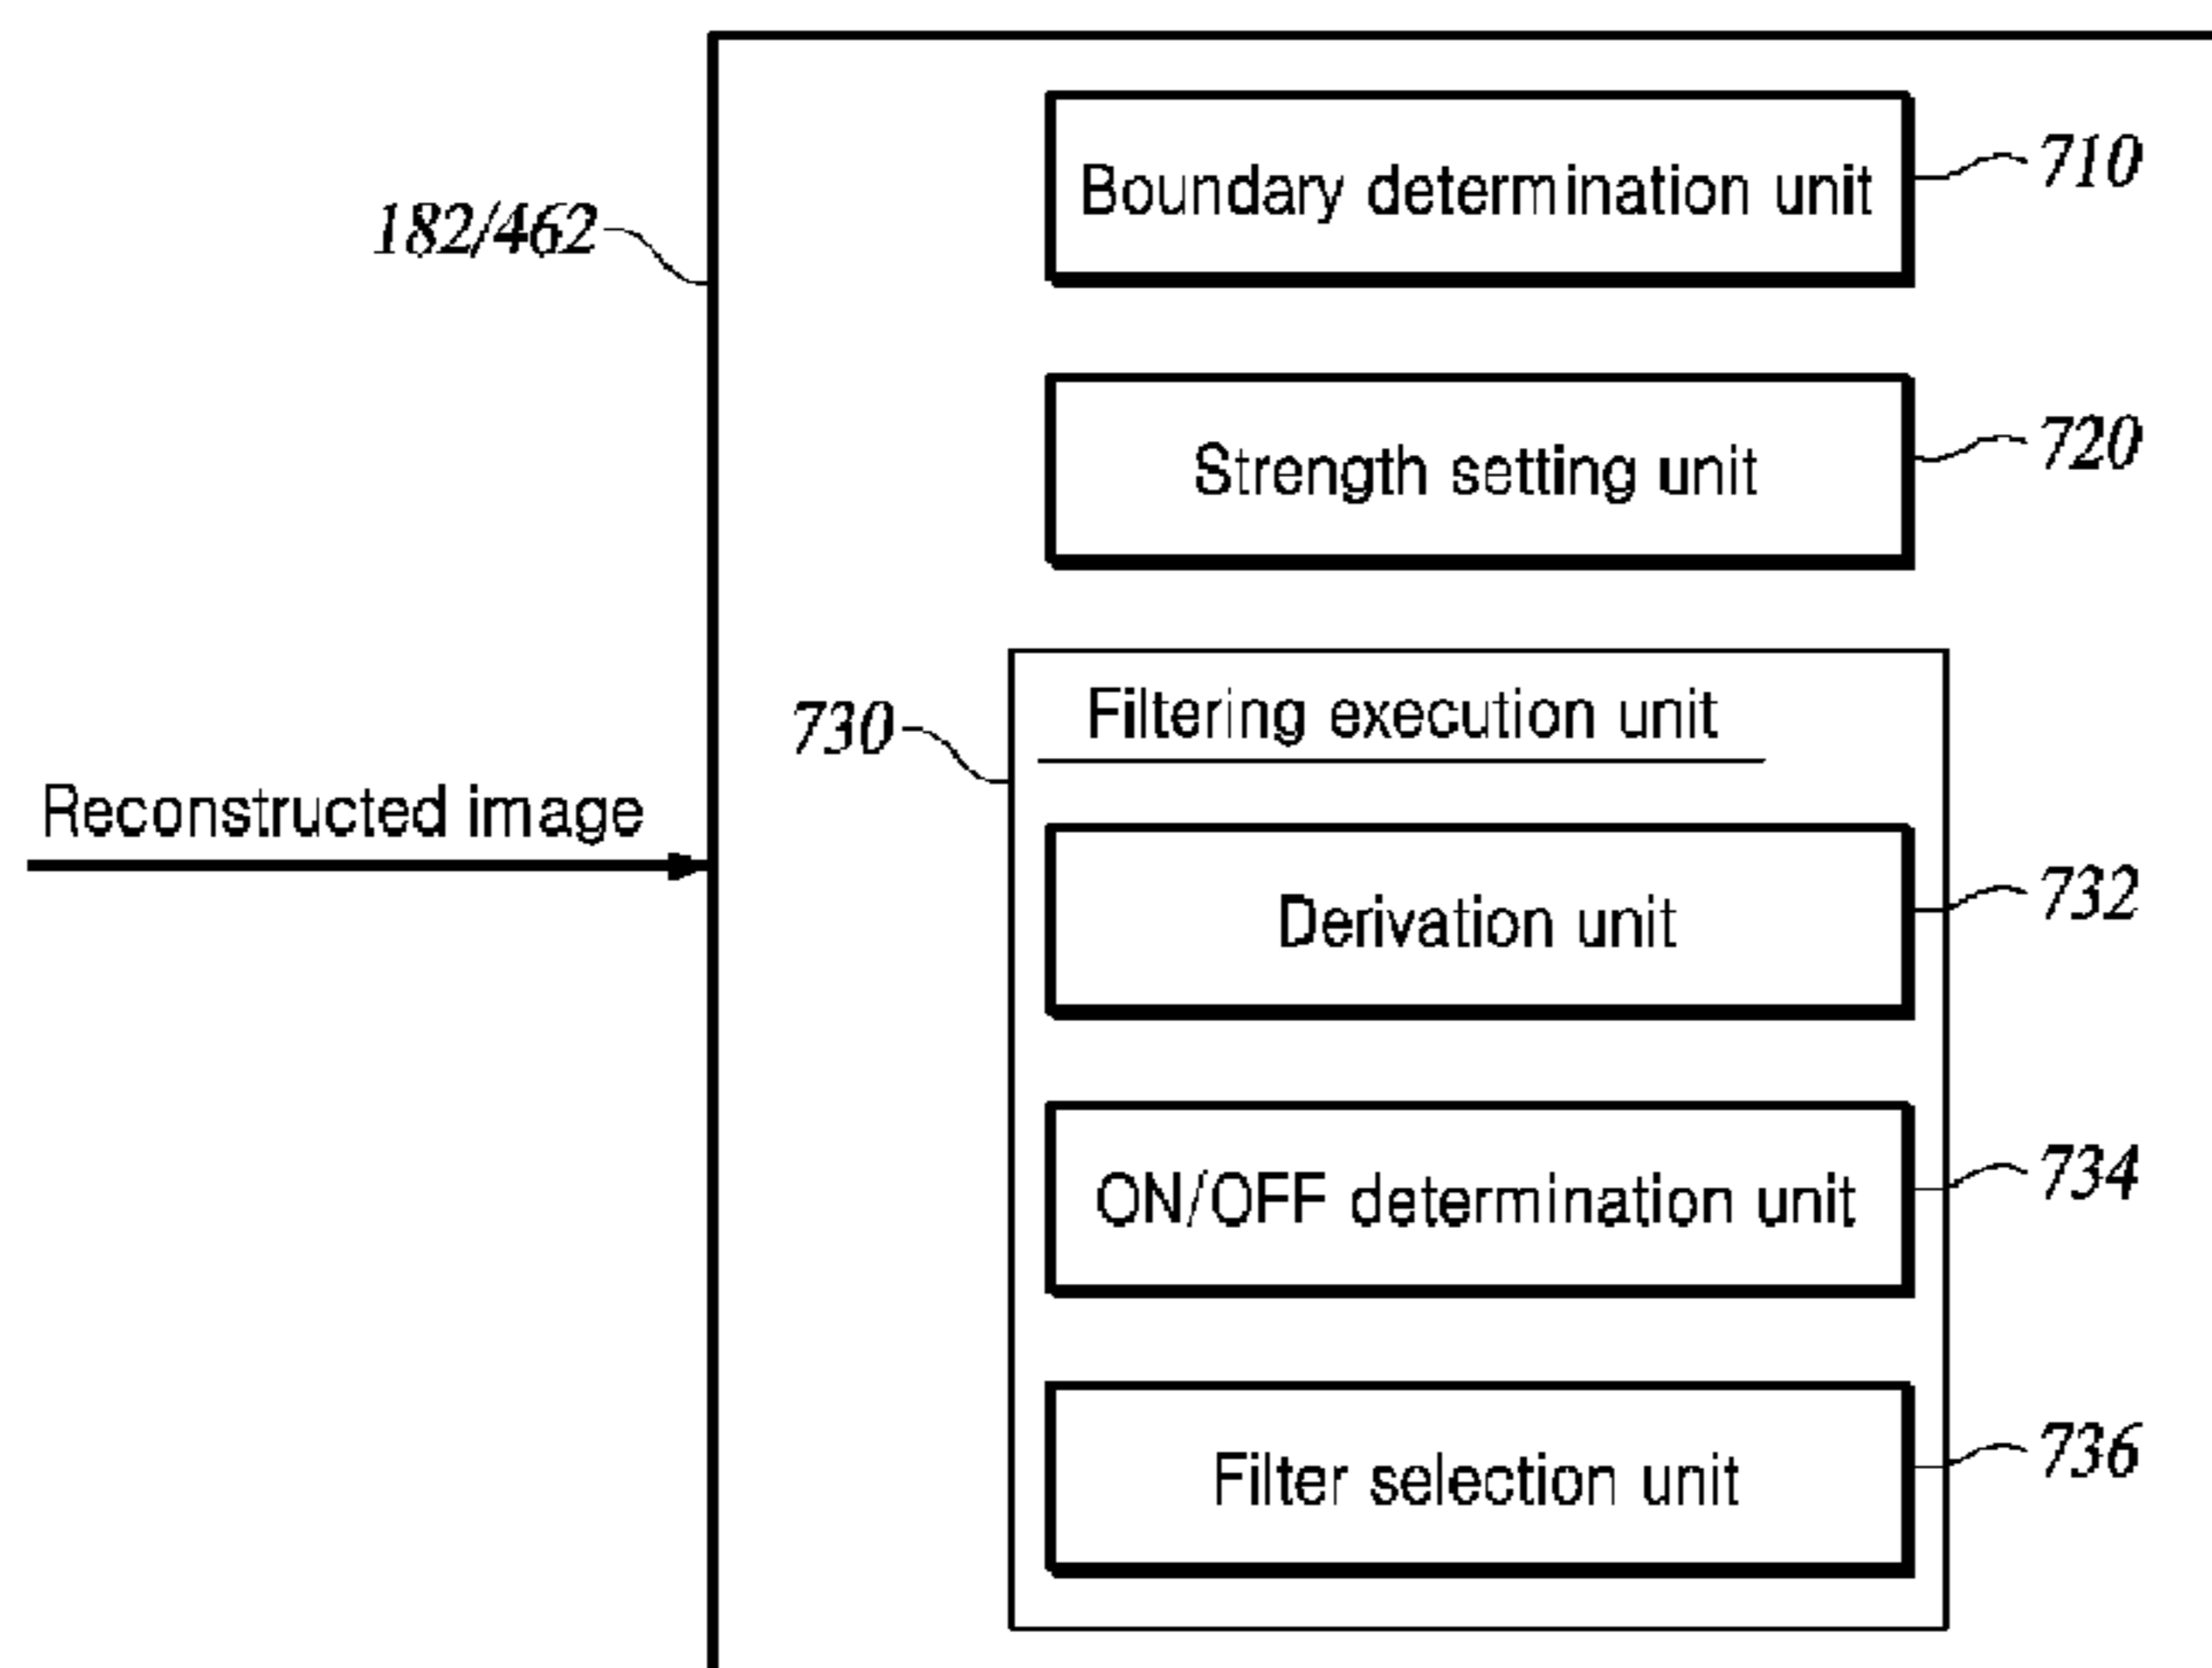 Boundary determination unit
710
182/462
Strength setting unit
720
730
Filtering execution unit
Reconstructed image
Derivation unit
732
ON/OFF determination unit
734
Filter selection unit
736